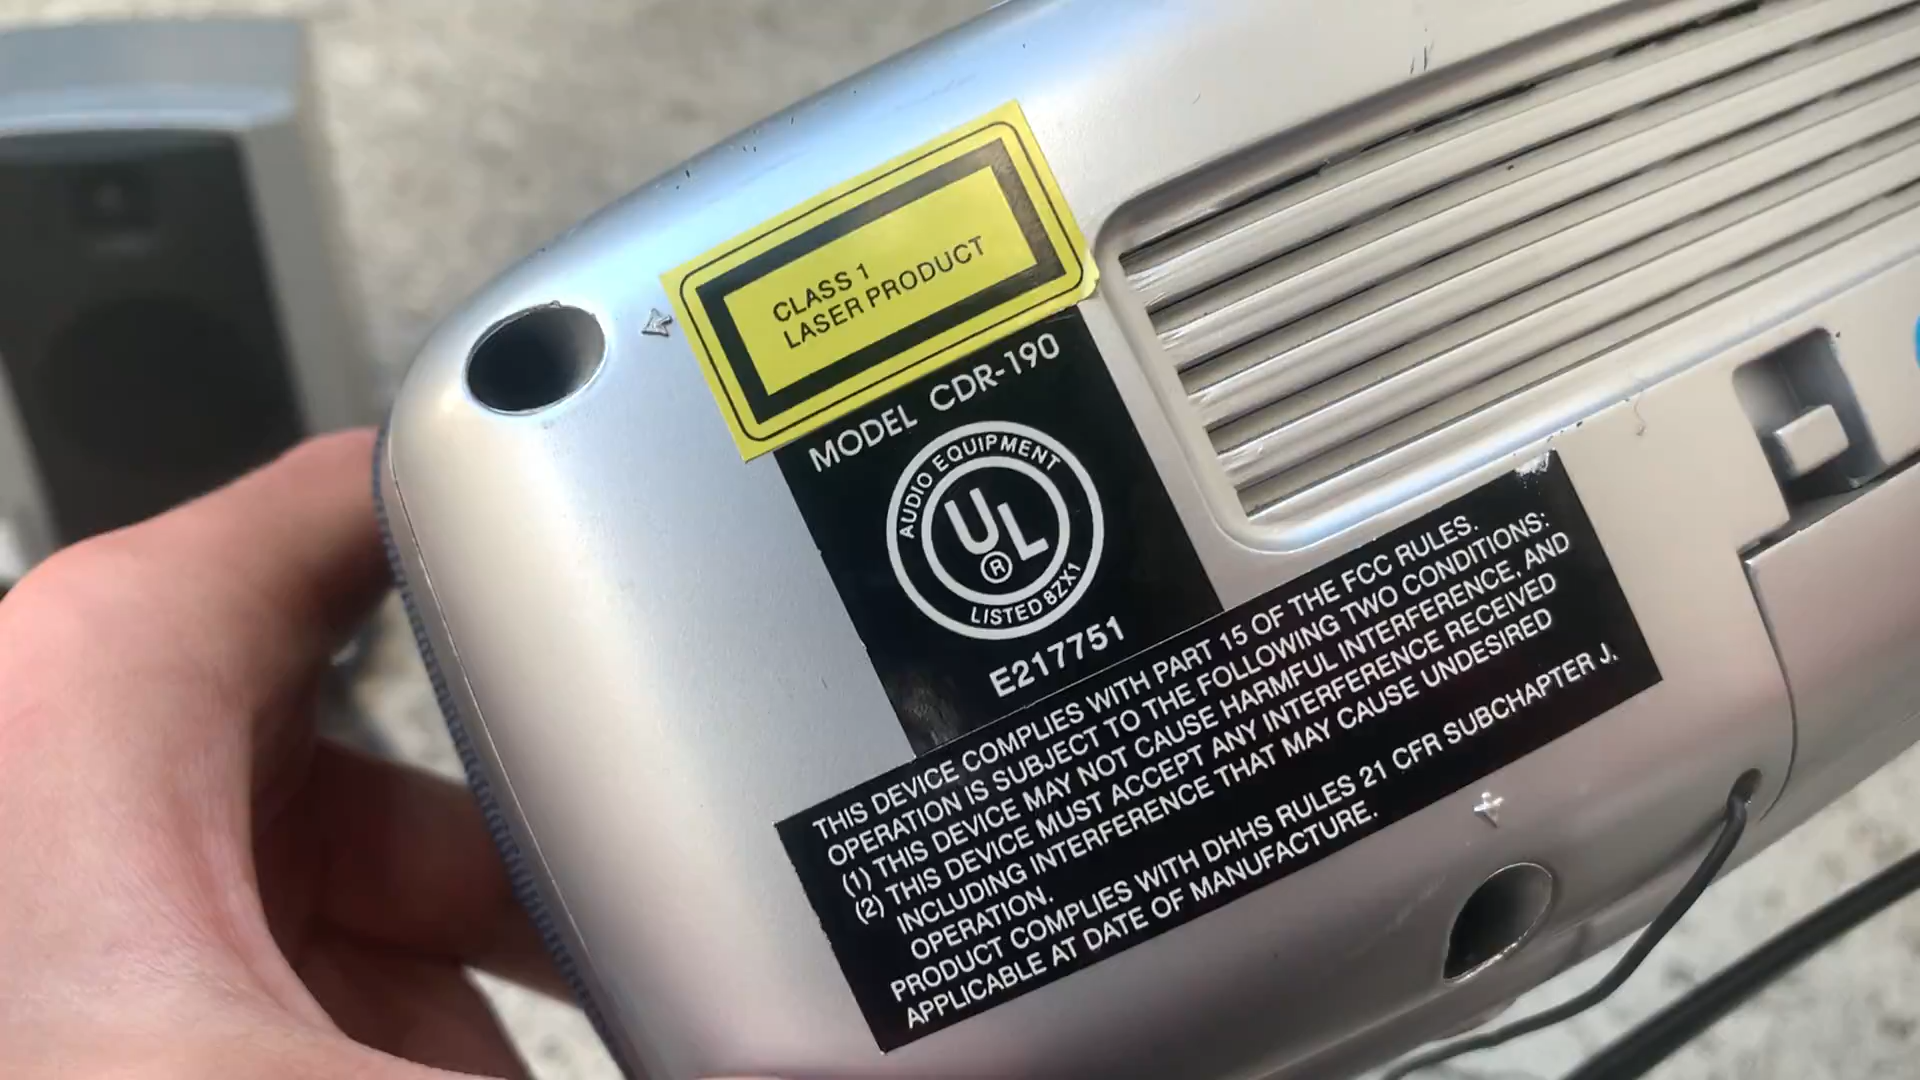 CLASS 1
LASER PRODUCT
MODEL CDR-190
AUDIO EQUIPMENT
UL
®
LISTED 8ZX1
E217751
THIS DEVICE COMPLIES WITH PART 15 OF THE FCC RULES.
OPERATION IS SUBJECT TO THE FOLLOWING TWO CONDITIONS:
(1) THIS DEVICE MAY NOT CAUSE HARMFUL INTERFERENCE, AND
(2) THIS DEVICE MUST ACCEPT ANY INTERFERENCE RECEIVED
INCLUDING INTERFERENCE THAT MAY CAUSE UNDESIRED
OPERATION.
PRODUCT COMPLIES WITH DHHS RULES 21 CFR SUBCHAPTER J,
APPLICABLE AT DATE OF MANUFACTURE.